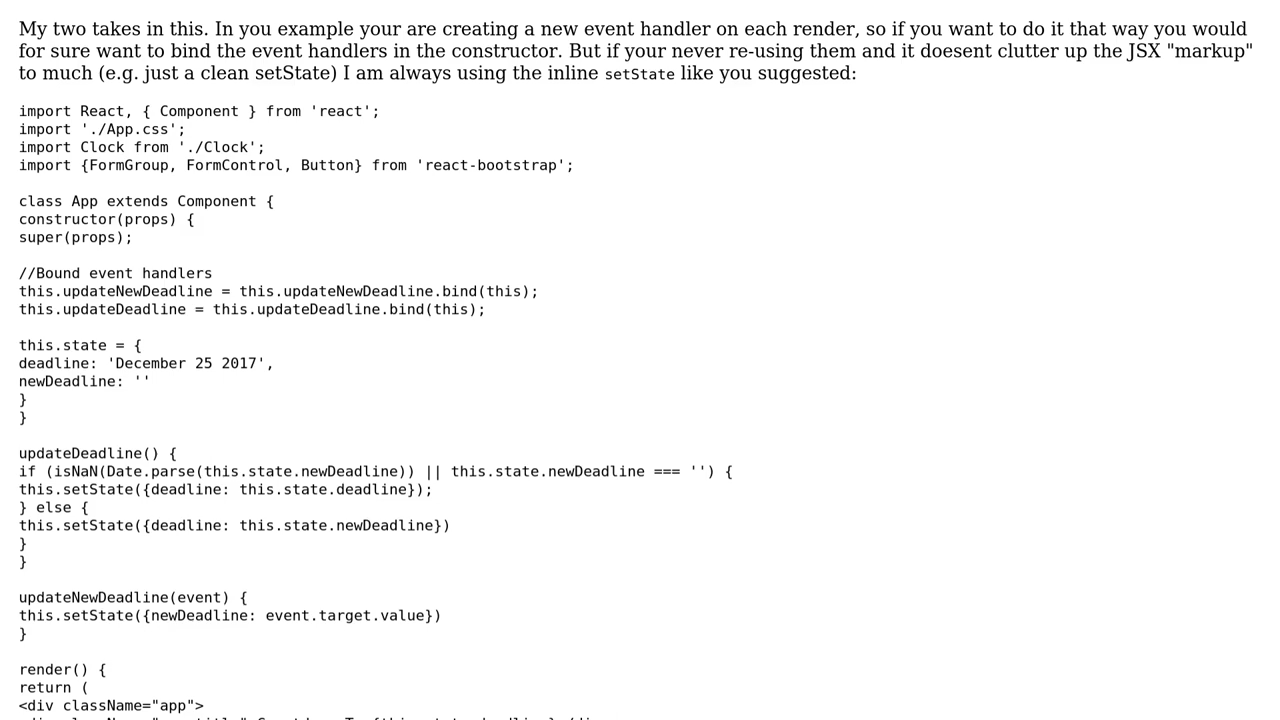 My two takes in this. In you example your are creating a new event handler on each render, so if you want to do it that way you would
for sure want to bind the event handlers in the constructor. But if your never re-using them and it doesent clutter up the JSX "markup"
to much (e.g. just a clean setState) I am always using the inline setState like you suggested:
import React, { Component } from 'react';
import './App.css';
import Clock from './Clock';
import {FormGroup, FormControl, Button} from 'react-bootstrap';
class App extends Component {
constructor(props) {
super(props);
//Bound event handlers
this.updateNewDeadline = this.updateNewDeadline.bind(this);
this.updateDeadline = this.updateDeadline.bind(this);
this.state = {
deadline: 'December 25 2017',
newDeadline: ''
}
}
updateDeadline() {
if (isNaN(Date.parse(this.state.newDeadline)) || this.state.newDeadline === '') {
this.setState({deadline: this.state.deadline});
} else {
this.setState({deadline: this.state.newDeadline})
}
}
updateNewDeadline(event) {
this.setState({newDeadline: event.target.value})
}
render() {
return (
<div className="app">